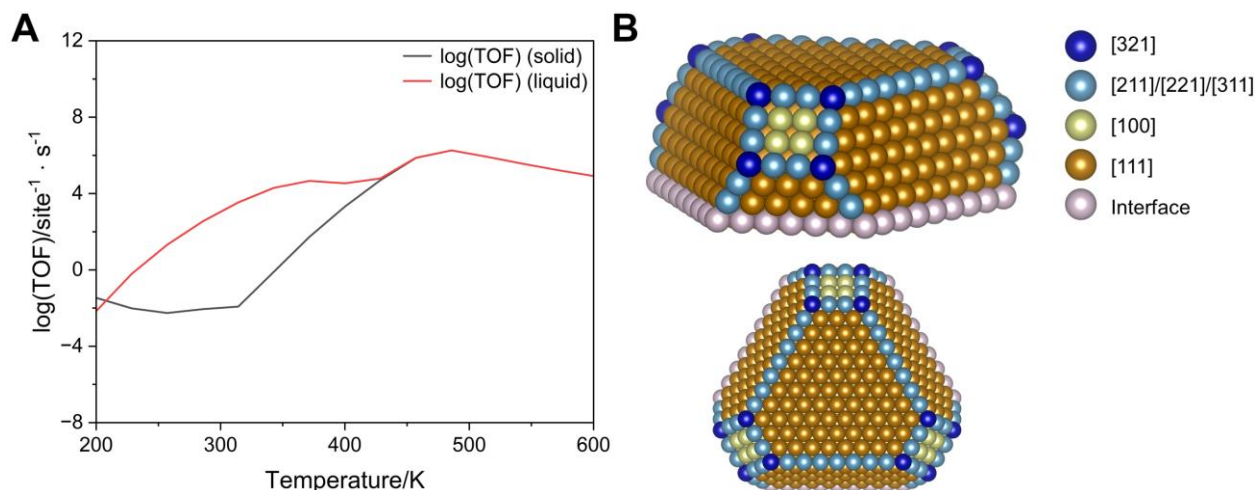 A
B
log(TOF) (solid)
log(TOF) (liquid)
log(TOF)/site⁻¹ · s⁻¹
12
8
4
0
−4
−8
200
300
400
500
600
Temperature/K
[321]
[211]/[221]/[311]
[100]
[111]
Interface